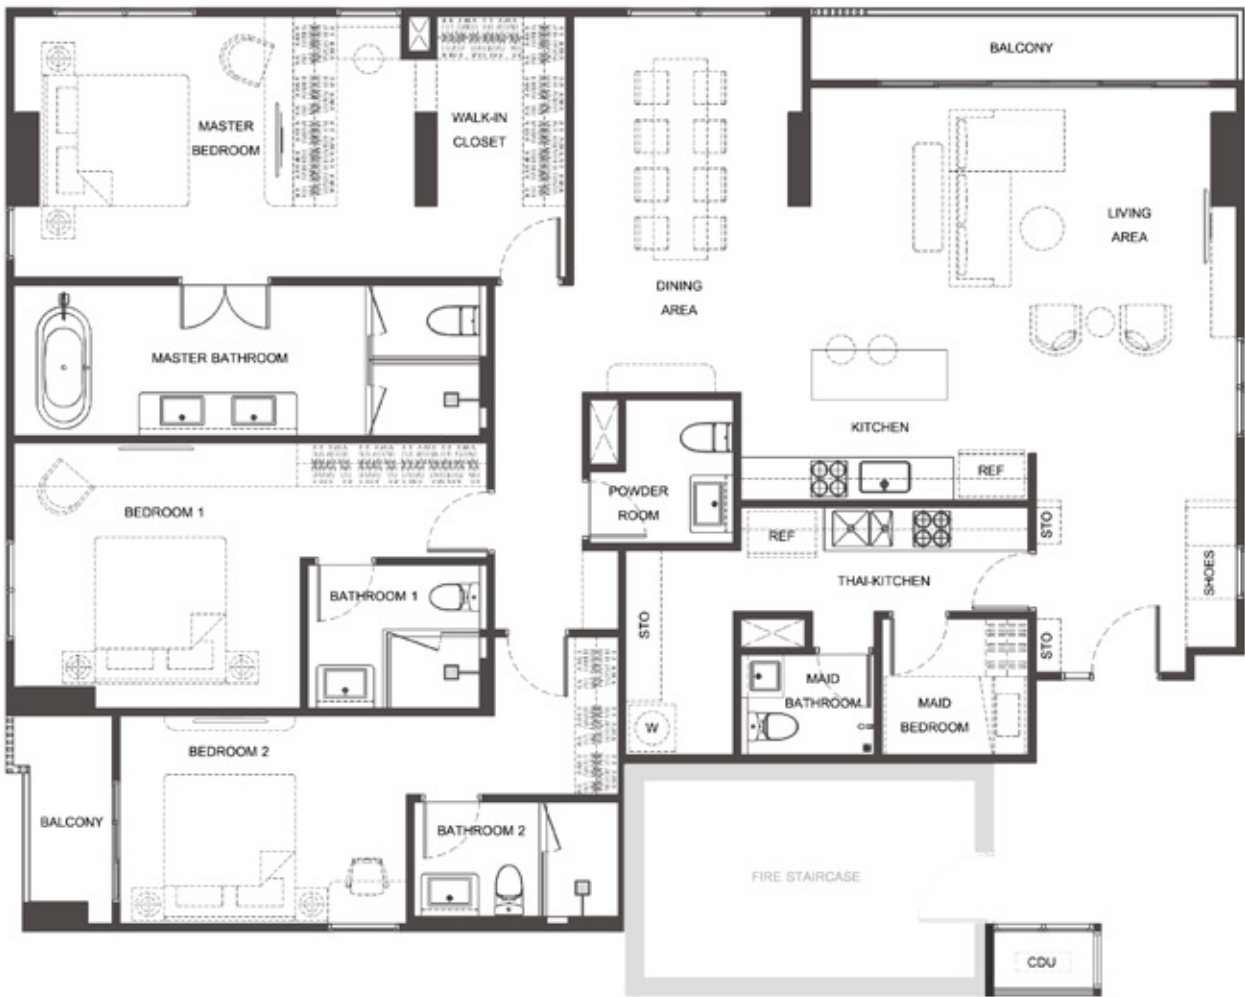 BALCONY
MASTER
BEDROOM
WALK-IN
CLOSET
LIVING
AREA
DINING
AREA
MASTER BATHROOM
KITCHEN
REF
POWDER
ROOM
BEDROOM 1
STO
REF
SHOES
THAI-KITCHEN
BATHROOM 1
STO
STO
MAID
BATHROOM
MAID
BEDROOM
W
BEDROOM 2
BALCONY
BATHROOM 2
FIRE STAIRCASE
CDU